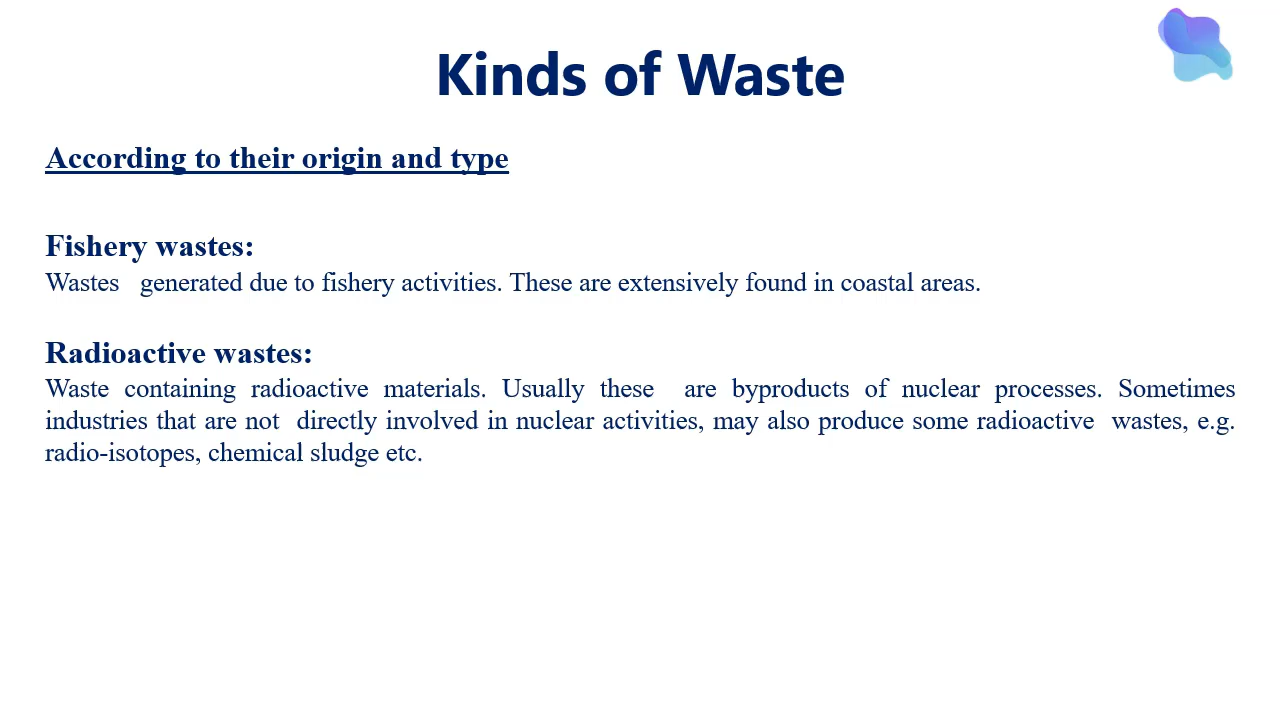 Kinds of Waste
According to their origin and type
Fishery wastes:
Wastes generated due to fishery activities. These are extensively found in coastal areas.
Radioactive wastes:
Waste containing radioactive materials. Usually these are byproducts of nuclear processes. Sometimes
industries that are not directly involved in nuclear activities, may also produce some radioactive wastes, e.g.
radio-isotopes, chemical sludge etc.